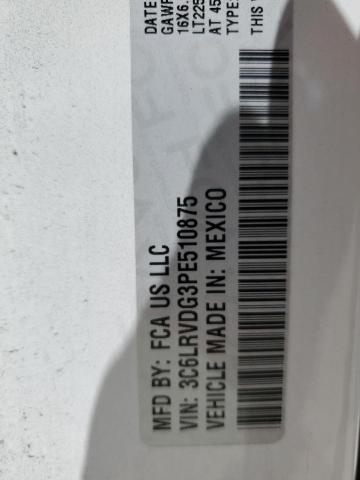 DATE
GAWR
16X6.
LT225
AT 45
TYPE:
THIS
MFD BY: FCA US LLC
VIN: 3C6LRVDG3PE510875
VEHICLE MADE IN: MEXICO